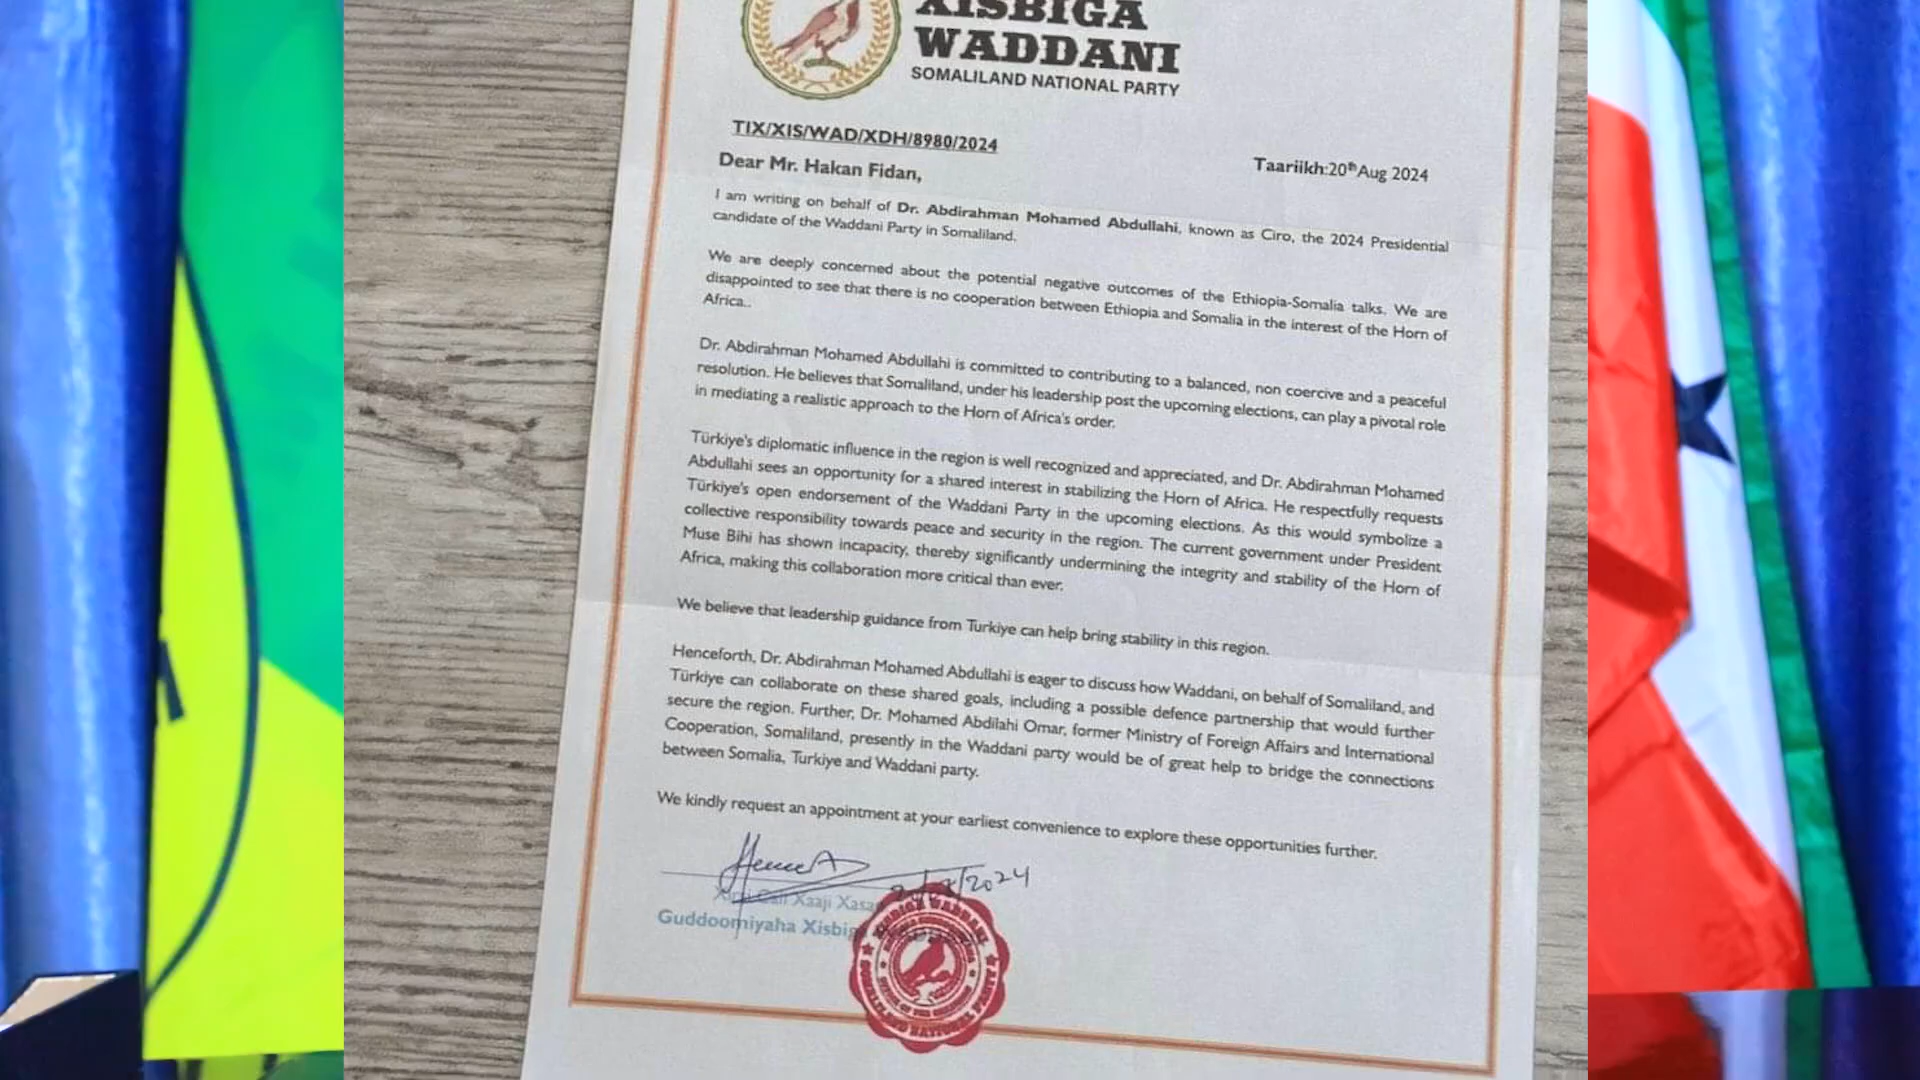 XISBIGA
WADDANI
SOMALILAND NATIONAL PARTY
TIX/XIS/WAD/XDH/8980/2024
Taariikh:20th Aug 2024
Dear Mr. Hakan Fidan,
I am writing on behalf of Dr. Abdirahman Mohamed Abdullahi, known as Ciro, the 2024 Presidential
candidate of the Waddani Party in Somaliland.
We are deeply concerned about the potential negative outcomes of the Ethiopia-Somalia talks. We are
disappointed to see that there is no cooperation between Ethiopia and Somalia in the interest of the Horn of
Africa..
Dr. Abdirahman Mohamed Abdullahi is committed to contributing to a balanced, non coercive and a peaceful
resolution. He believes that Somaliland, under his leadership post the upcoming elections, can play a pivotal role
in mediating a realistic approach to the Horn of Africa's order.
Türkiye's diplomatic influence in the region is well recognized and appreciated, and Dr. Abdirahman Mohamed
Abdullahi sees an opportunity for a shared interest in stabilizing the Horn of Africa. He respectfully requests
Türkiye's open endorsement of the Waddani Party in the upcoming elections. As this would symbolize a
collective responsibility towards peace and security in the region. The current government under President
Muse Bihi has shown incapacity, thereby significantly undermining the integrity and stability of the Horn of
Africa, making this collaboration more critical than ever.
We believe that leadership guidance from Turkiye can help bring stability in this region.
Henceforth, Dr. Abdirahman Mohamed Abdullahi is eager to discuss how Waddani, on behalf of Somaliland, and
Türkiye can collaborate on these shared goals, including a possible defence partnership that would further
secure the region. Further, Dr. Mohamed Abdilahi Omar, former Ministry of Foreign Affairs and International
Cooperation, Somaliland, presently in the Waddani party would be of great help to bridge the connections
between Somalia, Turkiye and Waddani party.
We kindly request an appointment at your earliest convenience to explore these opportunities further.
/2024
Xaaji
Guddoomiyaha
SOMALILAND NATIONAL PARTY